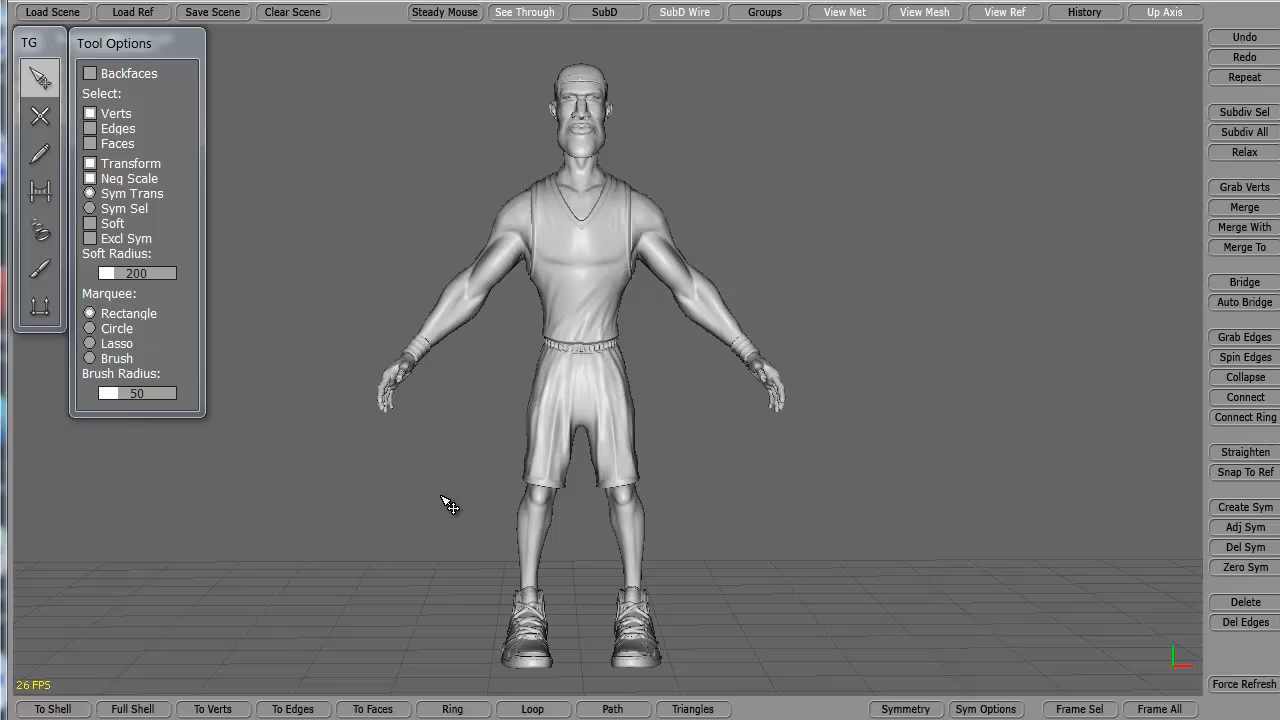 Load Scene Load Ref Save Scene Clear Scene Steady Mouse See Through SubD SubD Wire Groups View Net View Mesh View Ref History Up Axis
TG
Tool Options
Backfaces
Select:
Verts
Edges
Faces
Transform
Neg Scale
Sym Trans
Sym Sel
Soft
Excl Sym
Soft Radius:
200
Marquee:
Rectangle
Circle
Lasso
Brush
Brush Radius:
50
Undo
Redo
Repeat
Subdiv Sel
Subdiv All
Relax
Grab Verts
Merge
Merge With
Merge To
Bridge
Auto Bridge
Grab Edges
Spin Edges
Collapse
Connect
Connect Ring
Straighten
Snap To Ref
Create Sym
Adj Sym
Del Sym
Zero Sym
Delete
Del Edges
Force Refresh
26 FPS
To Shell Full Shell To Verts To Edges To Faces Ring Loop Path Triangles Symmetry Sym Options Frame Sel Frame All